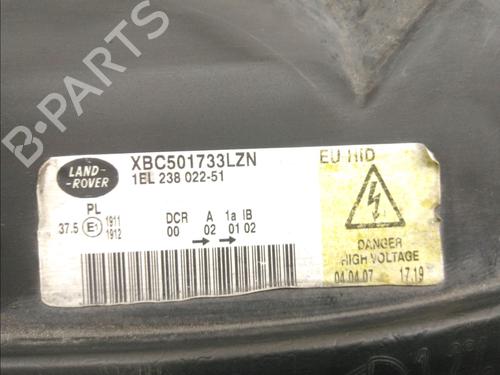 LAND-
-ROVER
XBC501733LZN
1EL 238 022-51
EU HID
PL
37.5 E1 1911
1912
DCR A 1a IB
00 02 01 02
DANGER
HIGH VOLTAGE
04.04.07 17.19
B-PARTS